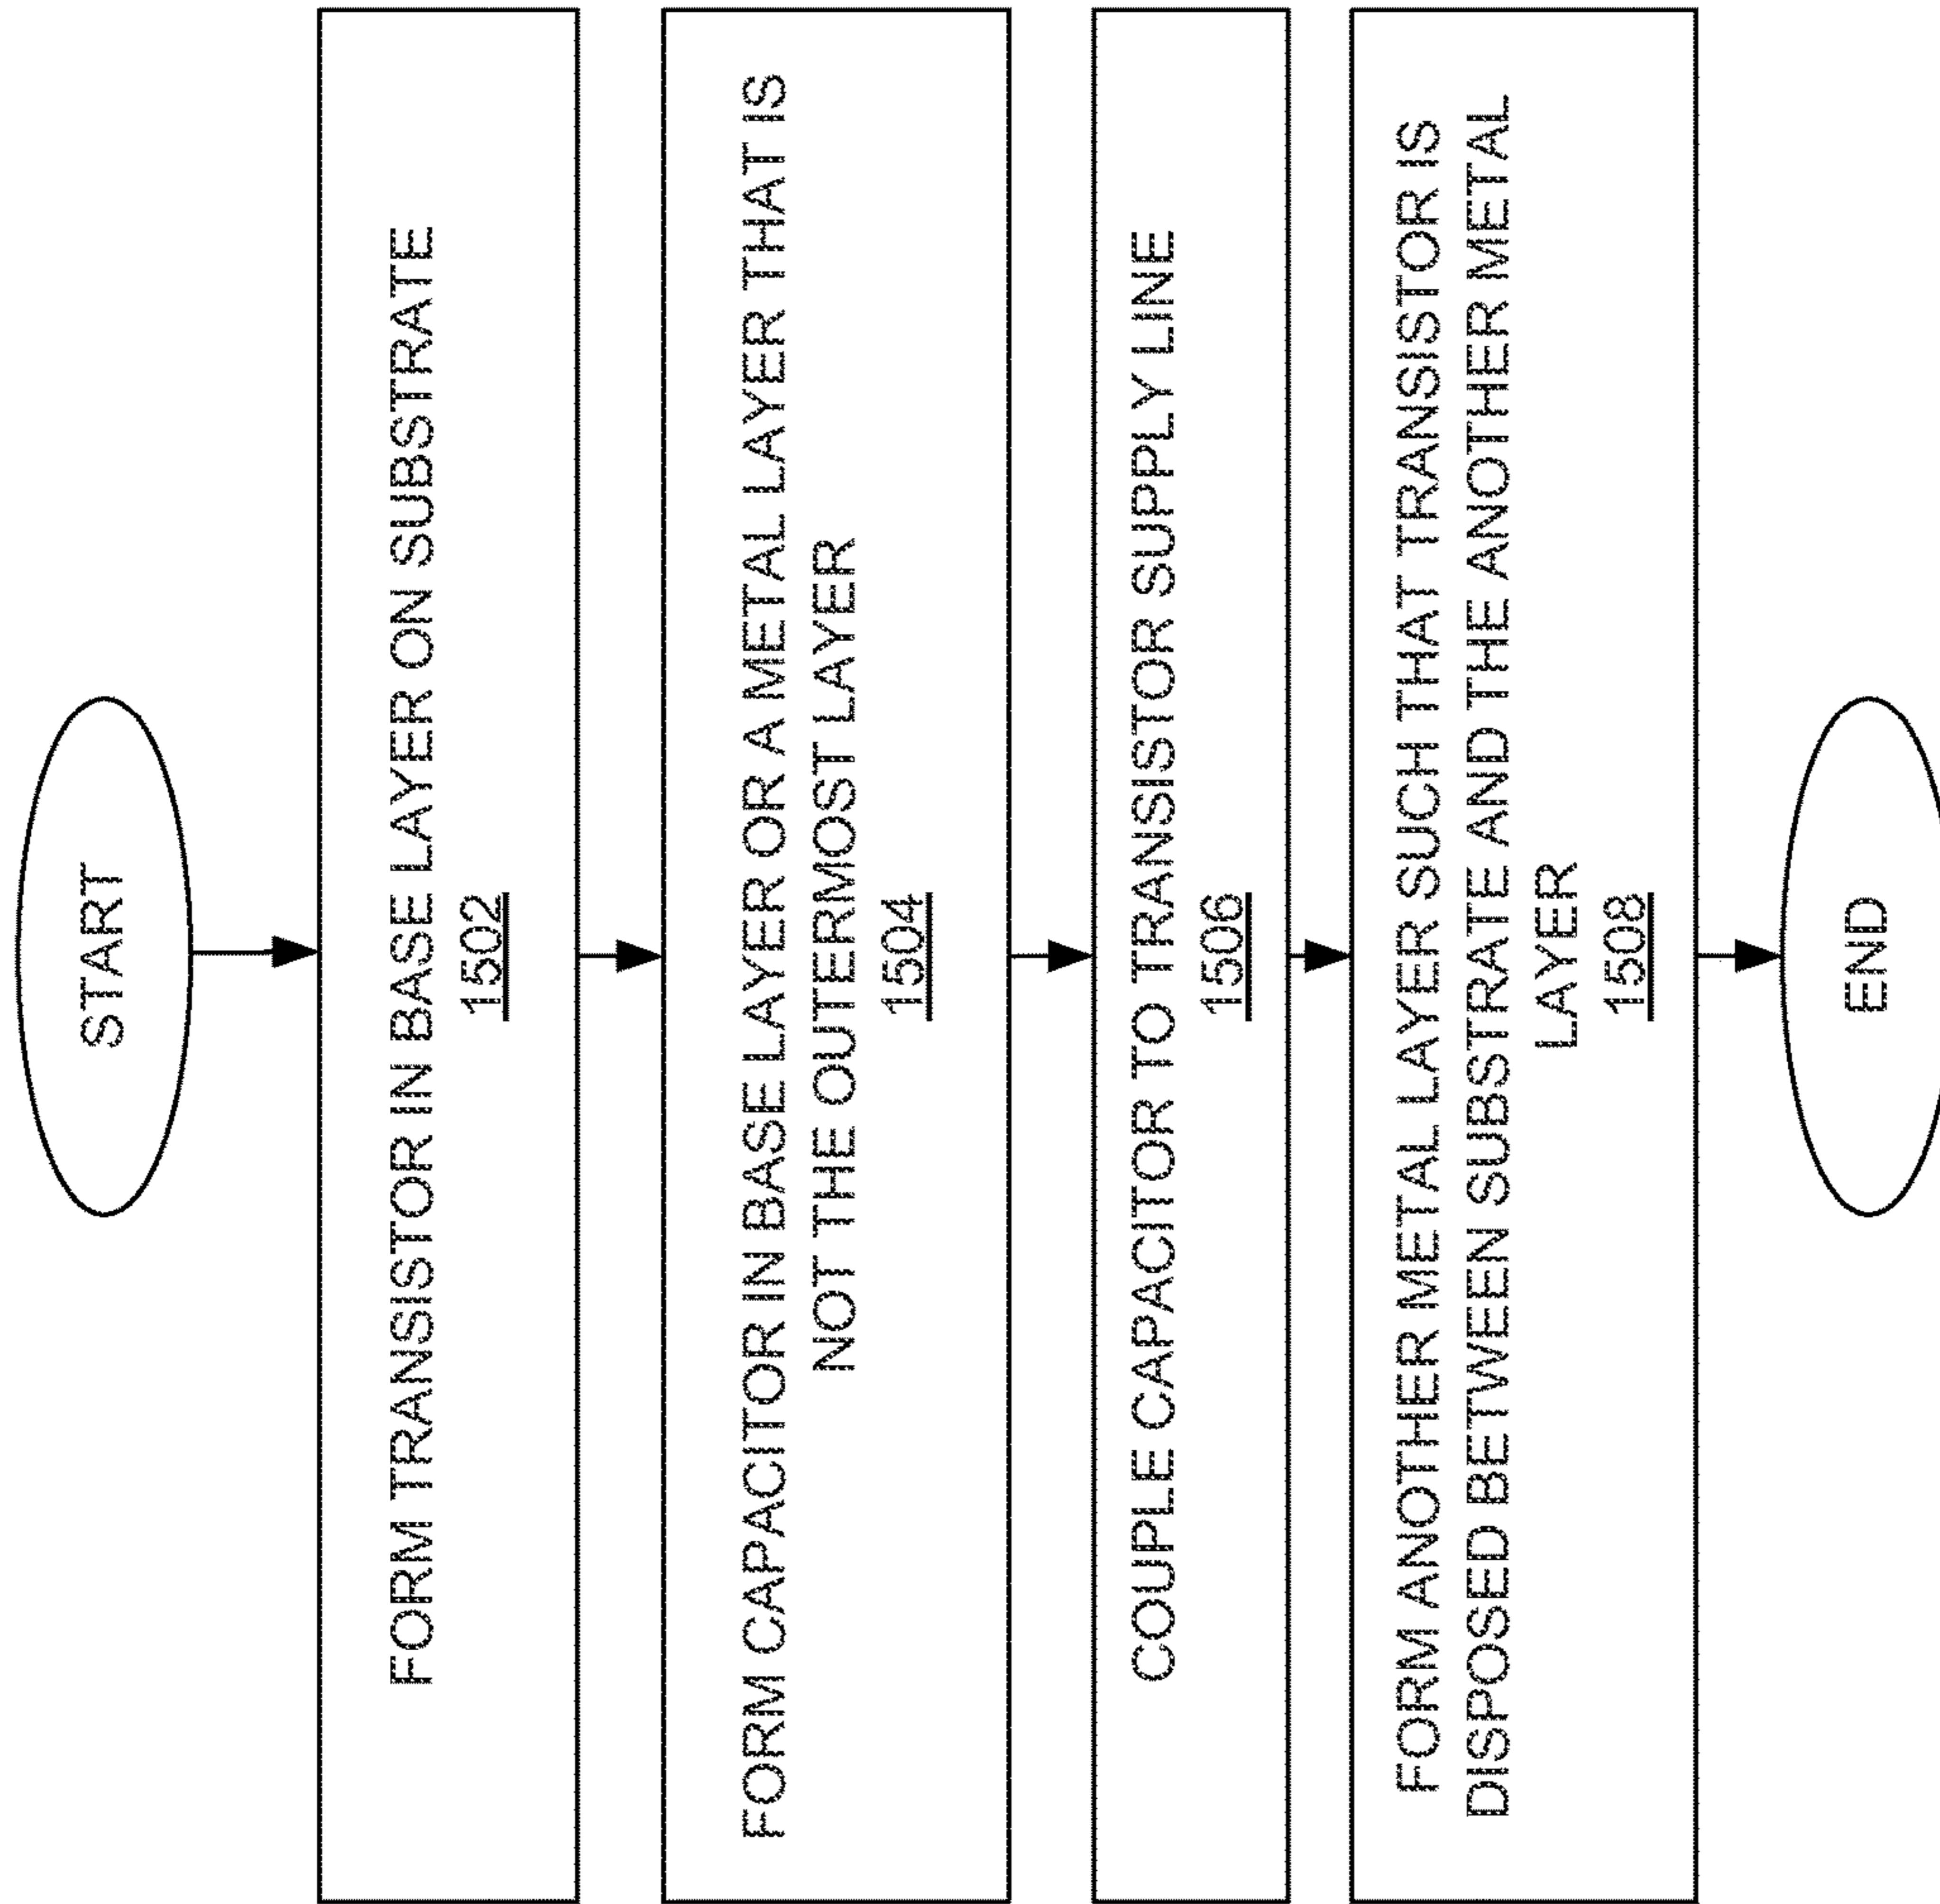 START
FORM TRANSISTOR IN BASE LAYER ON SUBSTRATE
1502
FORM CAPACITOR IN BASE LAYER OR A METAL LAYER THAT IS
NOT THE OUTERMOST LAYER
1504
COUPLE CAPACITOR TO TRANSISTOR SUPPLY LINE
1506
FORM ANOTHER METAL LAYER SUCH THAT TRANSISTOR IS
DISPOSED BETWEEN SUBSTRATE AND THE ANOTHER METAL
LAYER
1508
END